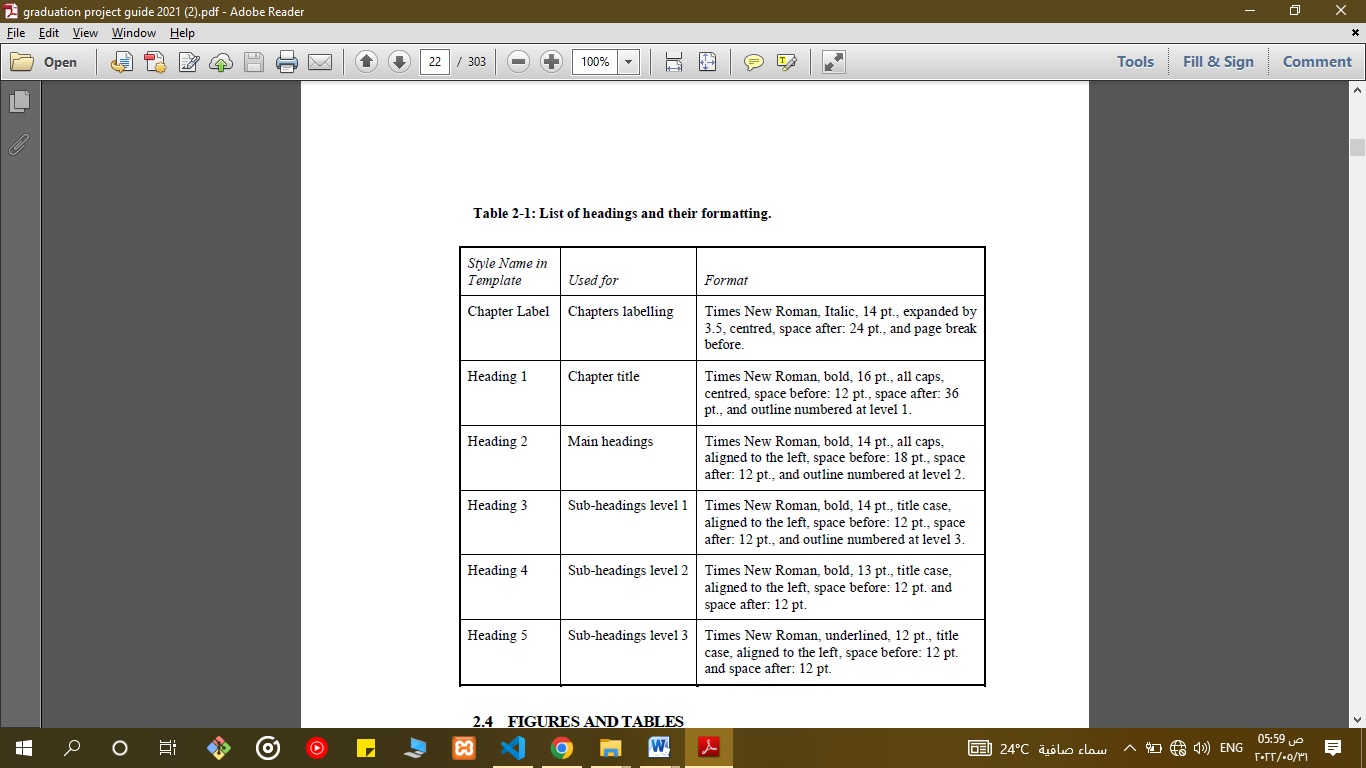 graduation project guide 2021 (2).pdf - Adobe Reader
File Edit View Window Help
Open 22 / 303 100% Tools Fill & Sign Comment
Table 2-1: List of headings and their formatting.
Style Name in
Template
Used for
Format
Chapter Label
Chapters labelling
Times New Roman, Italic, 14 pt., expanded by
3.5, centred, space after: 24 pt., and page break
before.
Heading 1
Chapter title
Times New Roman, bold, 16 pt., all caps,
centred, space before: 12 pt., space after: 36
pt., and outline numbered at level 1.
Heading 2
Main headings
Times New Roman, bold, 14 pt., all caps,
aligned to the left, space before: 18 pt., space
after: 12 pt., and outline numbered at level 2.
Heading 3
Sub-headings level 1
Times New Roman, bold, 14 pt., title case,
aligned to the left, space before: 12 pt., space
after: 12 pt., and outline numbered at level 3.
Heading 4
Sub-headings level 2
Times New Roman, bold, 13 pt., title case,
aligned to the left, space before: 12 pt. and
space after: 12 pt.
Heading 5
Sub-headings level 3
Times New Roman, underlined, 12 pt., title
case, aligned to the left, space before: 12 pt.
and space after: 12 pt.
2.4 FIGURES AND TABLES
24°C سماء صافية
ENG
05:59 ص
٢٠٢٢/٠٥/٣١